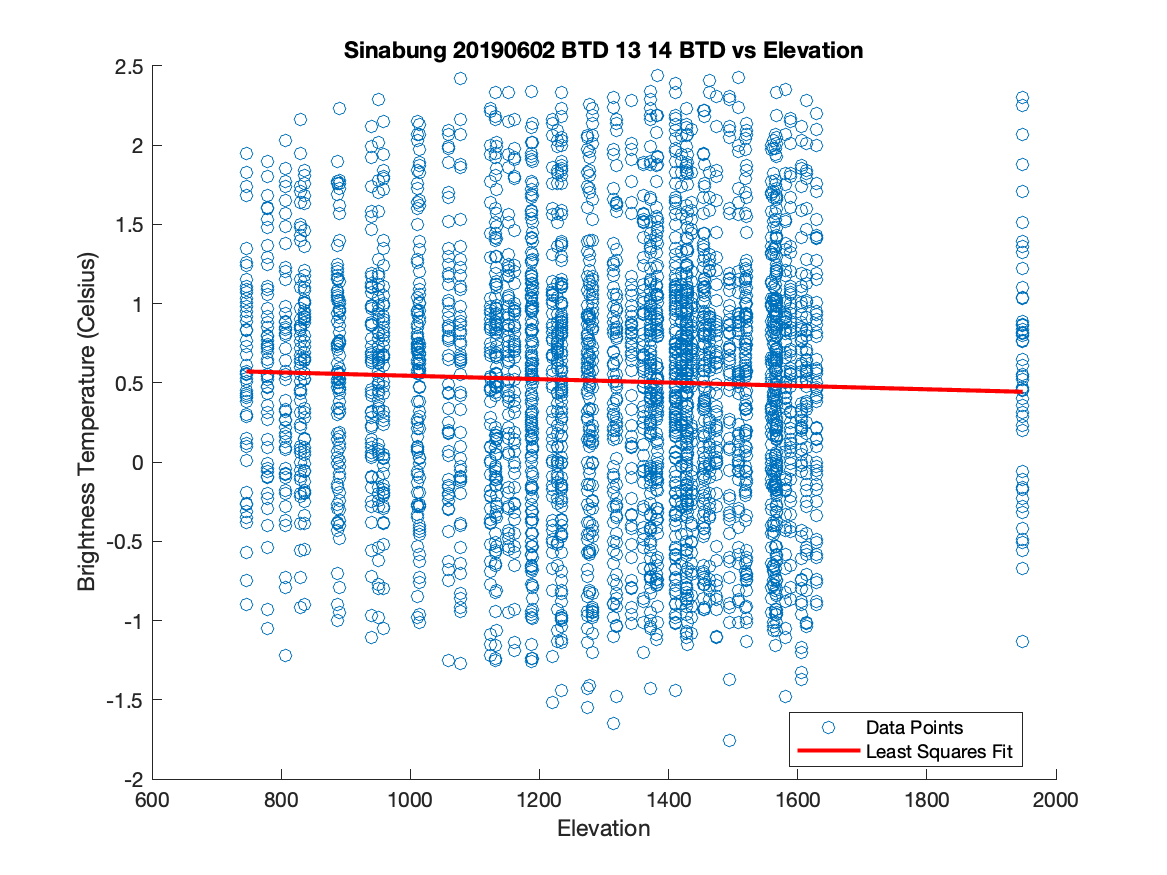 Sinabung 20190602 BTD 13 14 BTD vs Elevation
Brightness Temperature (Celsius)
2.5
2
1.5
1
0.5
0
-0.5
-1
-1.5
-2
600 800 1000 1200 1400 1600 1800 2000
Elevation
Data Points
Least Squares Fit